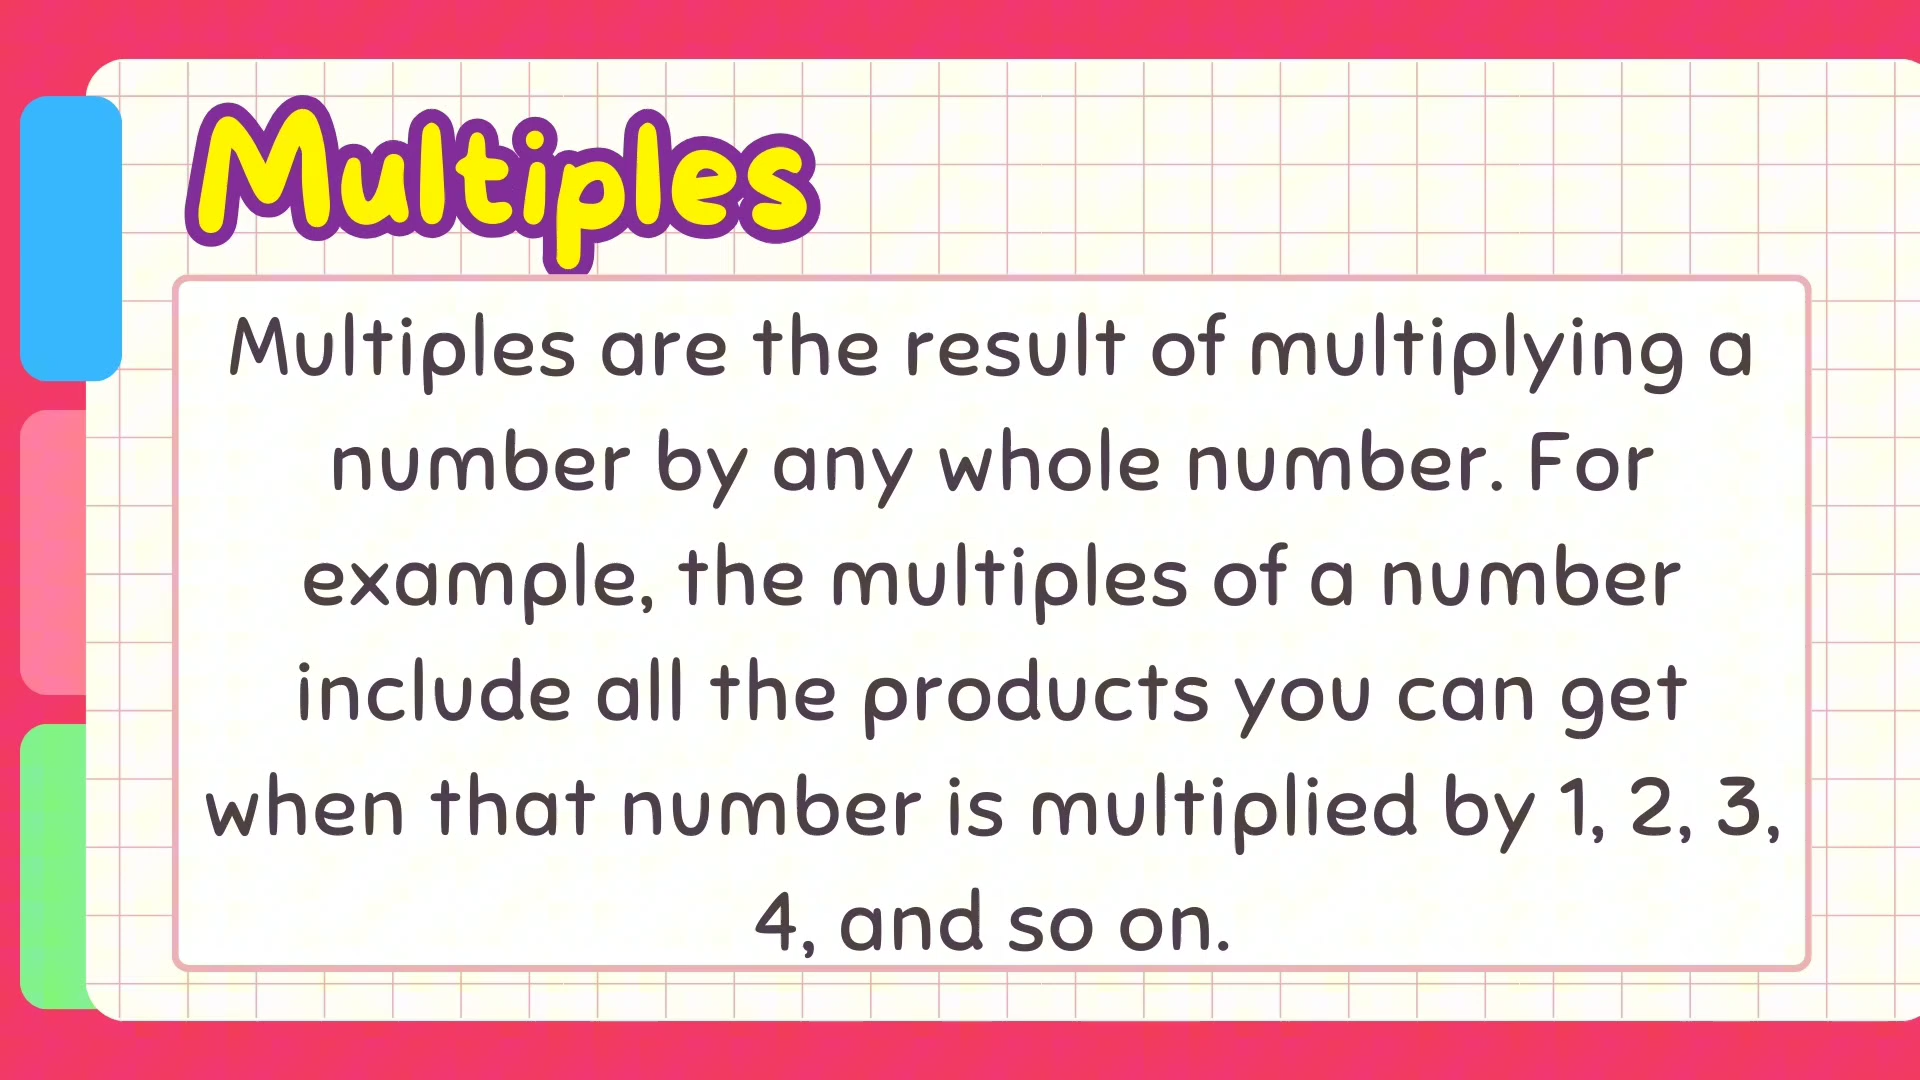 Multiples
Multiples are the result of multiplying a
number by any whole number. For
example, the multiples of a number
include all the products you can get
when that number is multiplied by 1, 2, 3,
4, and so on.